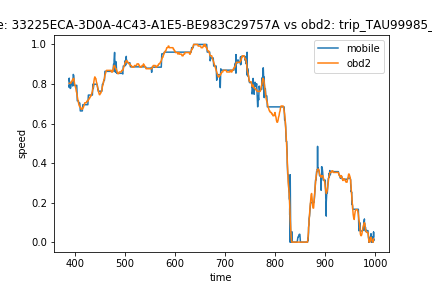 e: 33225ECA-3D0A-4C43-A1E5-BE983C29757A vs obd2: trip_TAU99985_
mobile
obd2
speed
1.0
0.8
0.6
0.4
0.2
0.0
400 500 600 700 800 900 1000
time